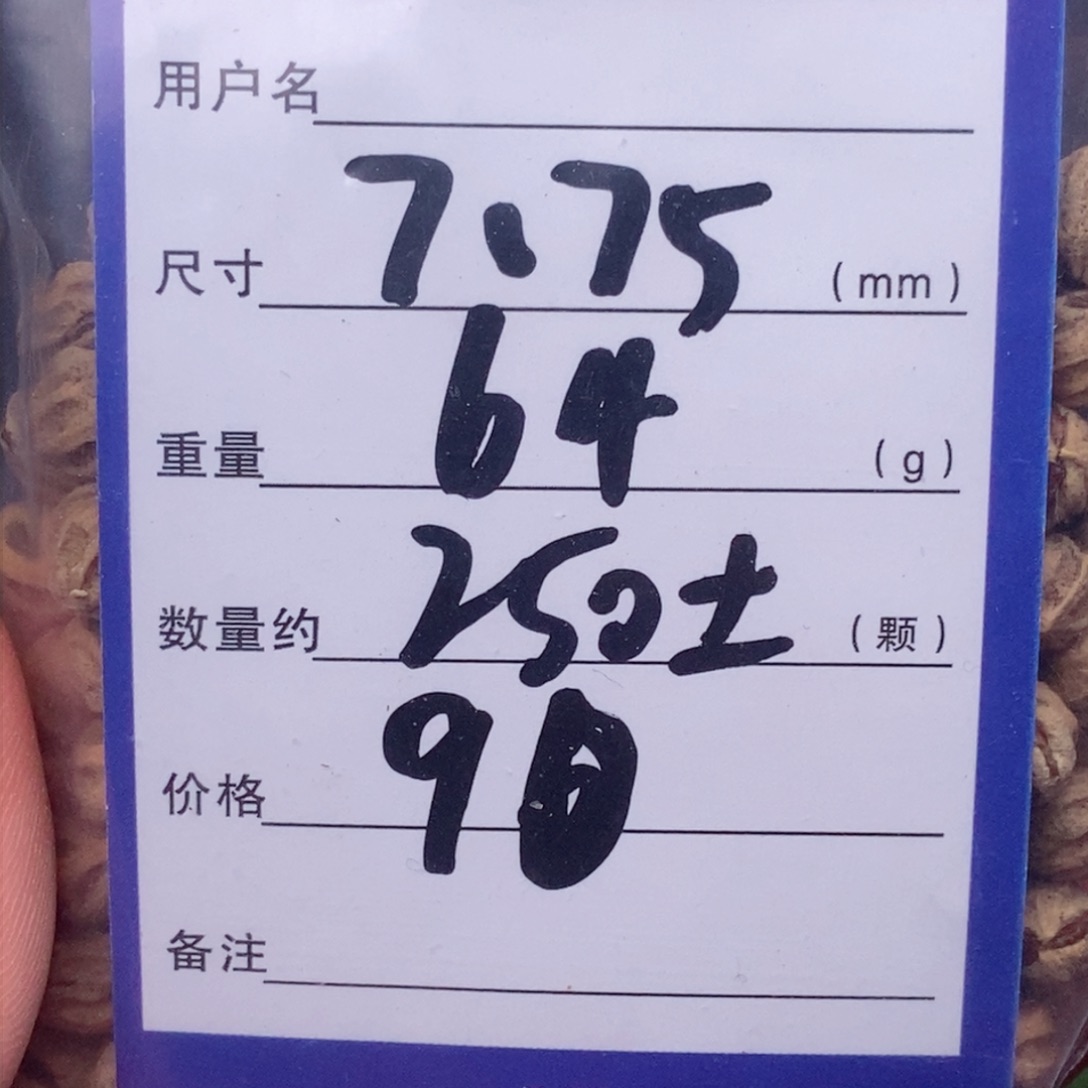 用户名
尺寸 7.75 (mm)
重量 64 (g)
数量约 250± (颗)
价格 90
备注